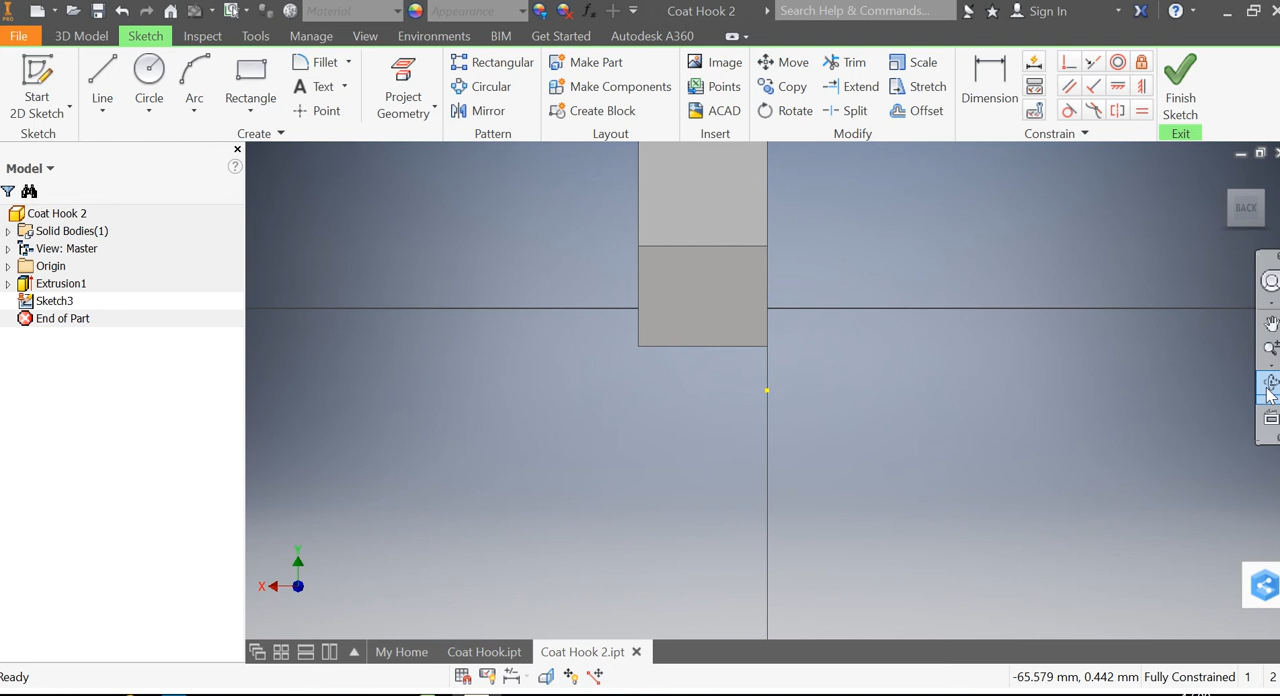 Material
Appearance
Coat Hook 2
Search Help & Commands...
Sign In
PRO
File
3D Model
Sketch
Inspect
Tools
Manage
View
Environments
BIM
Get Started
Autodesk A360
Start
2D Sketch
Line
Circle
Arc
Rectangle
Fillet
Text
Point
Project
Geometry
Rectangular
Circular
Mirror
Make Part
Make Components
Create Block
Image
Points
ACAD
Move
Copy
Rotate
Trim
Extend
Split
Scale
Stretch
Offset
Dimension
Finish
Sketch
Sketch
Create
Pattern
Layout
Insert
Modify
Constrain
Exit
Model
Coat Hook 2
Solid Bodies(1)
View: Master
Origin
Extrusion1
Sketch3
End of Part
BACK
Y
X
My Home
Coat Hook.ipt
Coat Hook 2.ipt
Ready
-65.579 mm, 0.442 mm
Fully Constrained
1
2